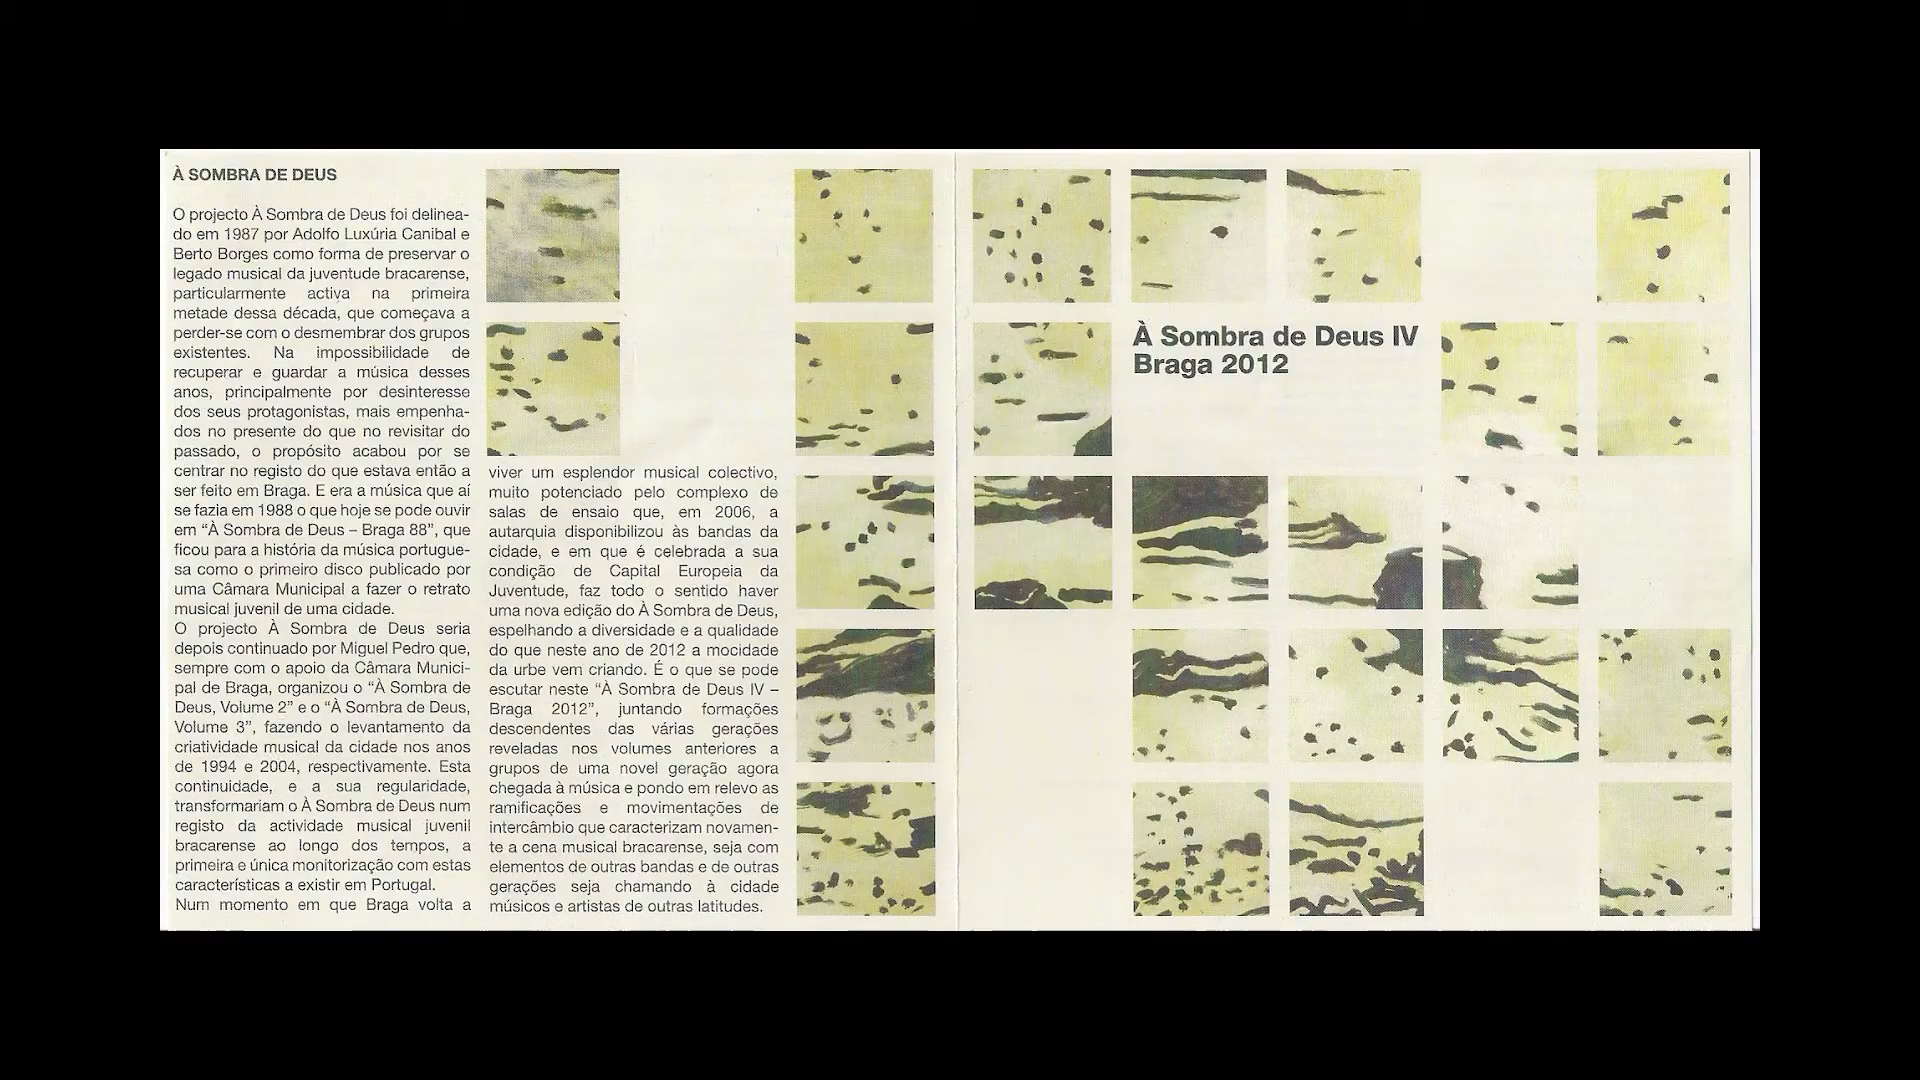 À SOMBRA DE DEUS
O projecto À Sombra de Deus foi delinea-
do em 1987 por Adolfo Luxúria Canibal e
Berto Borges como forma de preservar o
legado musical da juventude bracarense,
particularmente activa na primeira
metade dessa década, que começava a
perder-se com o desmembrar dos grupos
existentes. Na impossibilidade de
recuperar e guardar a música desses
anos, principalmente por desinteresse
dos seus protagonistas, mais empenha-
dos no presente do que no revisitar do
passado, o propósito acabou por se
centrar no registo do que estava então a
ser feito em Braga. E era a música que aí
se fazia em 1988 o que hoje se pode ouvir
em “À Sombra de Deus – Braga 88”, que
ficou para a história da música portugue-
sa como o primeiro disco publicado por
uma Câmara Municipal a fazer o retrato
musical juvenil de uma cidade.
O projecto À Sombra de Deus seria
depois continuado por Miguel Pedro que,
sempre com o apoio da Câmara Munici-
pal de Braga, organizou o “À Sombra de
Deus, Volume 2” e o “À Sombra de Deus,
Volume 3”, fazendo o levantamento da
criatividade musical da cidade nos anos
de 1994 e 2004, respectivamente. Esta
continuidade, e a sua regularidade,
transformariam o À Sombra de Deus num
registo da actividade musical juvenil
bracarense ao longo dos tempos, a
primeira e única monitorização com estas
características a existir em Portugal.
Num momento em que Braga volta a
viver um esplendor musical colectivo,
muito potenciado pelo complexo de
salas de ensaio que, em 2006, a
autarquia disponibilizou às bandas da
cidade, e em que é celebrada a sua
condição de Capital Europeia da
Juventude, faz todo o sentido haver
uma nova edição do À Sombra de Deus,
espelhando a diversidade e a qualidade
do que neste ano de 2012 a mocidade
da urbe vem criando. É o que se pode
escutar neste “À Sombra de Deus IV –
Braga 2012”, juntando formações
descendentes das várias gerações
reveladas nos volumes anteriores a
grupos de uma novel geração agora
chegada à música e pondo em relevo as
ramificações e movimentações de
intercâmbio que caracterizam novamen-
te a cena musical bracarense, seja com
elementos de outras bandas e de outras
gerações seja chamando à cidade
músicos e artistas de outras latitudes.
À Sombra de Deus IV
Braga 2012